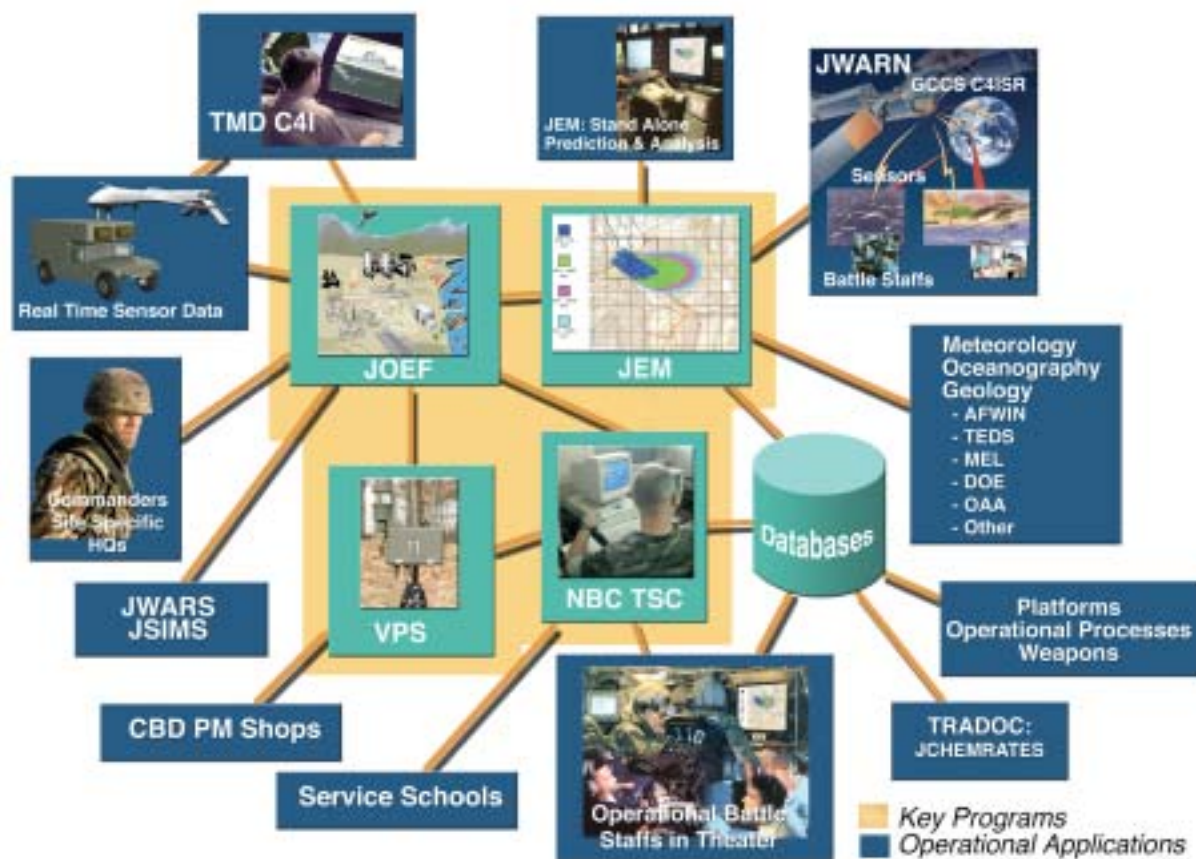 TMD C4I
JEM: Stand Alone
Prediction & Analysis
JWARN
GCCS C4ISR
Sensors
Battle Staffs
Real Time Sensor Data
JOEF
JEM
Meteorology
Oceanography
Geology
- AFWIN
- TEDS
- MEL
- DOE
- OAA
- Other
Commanders
Site Specific
HQs
VPS
NBC TSC
Databases
JWARS
JSIMS
Platforms
Operational Processes
Weapons
CBD PM Shops
TRADOC:
JCHEMRATES
Service Schools
Operational Battle
Staffs in Theater
Key Programs
Operational Applications